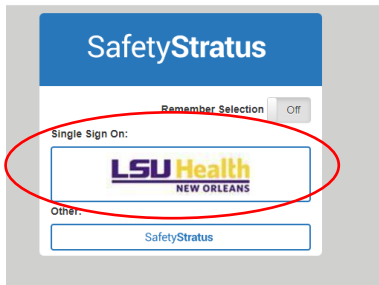 SafetyStratus
Remember Selection Off
Single Sign On:
LSU Health
NEW ORLEANS
Other:
SafetyStratus